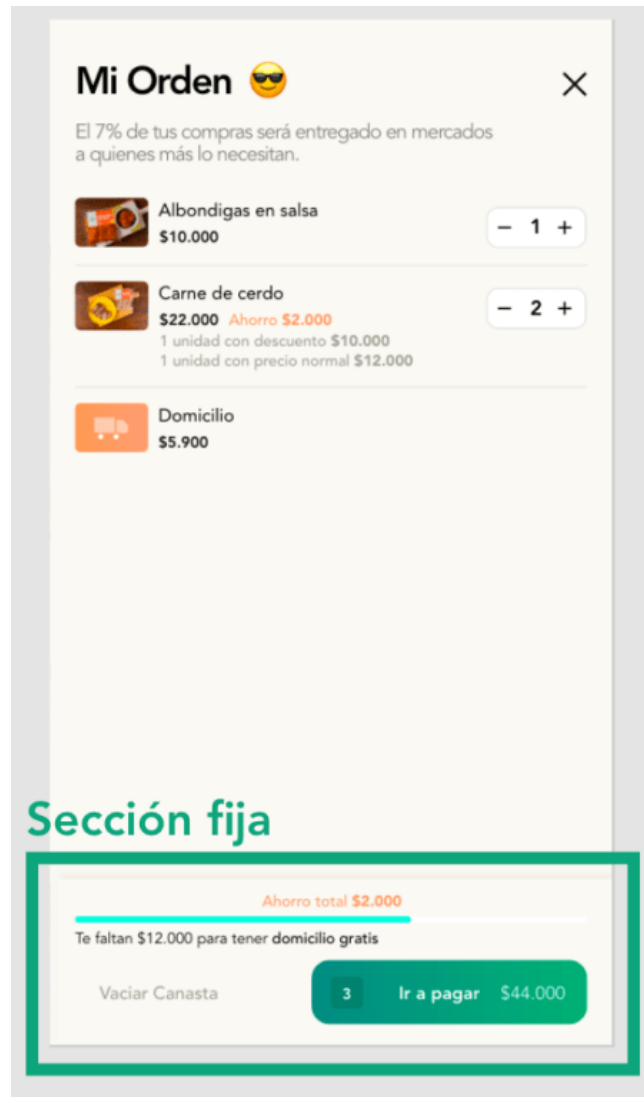 Mi Orden 😎
El 7% de tus compras será entregado en mercados
a quienes más lo necesitan.
Albondigas en salsa
$10.000
− 1 +
Carne de cerdo
$22.000 Ahorro $2.000
1 unidad con descuento $10.000
1 unidad con precio normal $12.000
− 2 +
Domicilio
$5.900
Sección fija
Ahorro total $2.000
Te faltan $12.000 para tener domicilio gratis
Vaciar Canasta
3 Ir a pagar $44.000